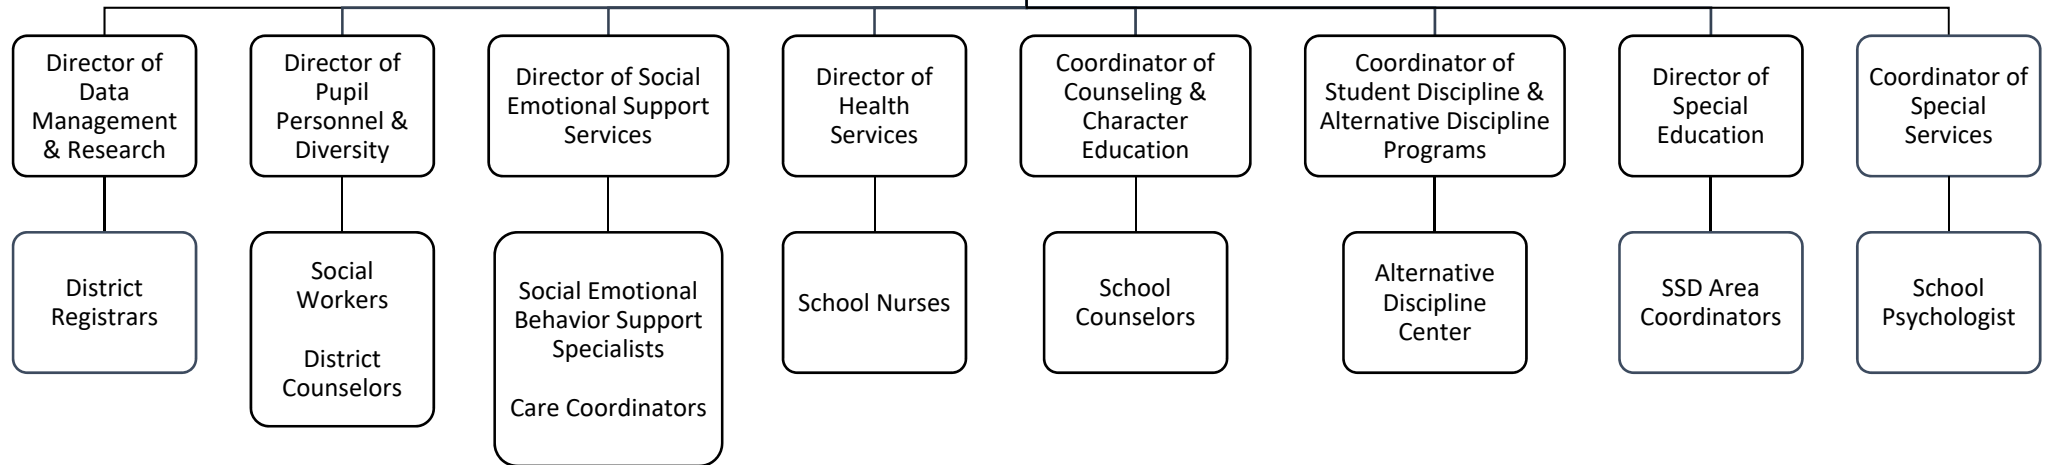 Director of
Data
Management
& Research
Director of
Pupil
Personnel &
Diversity
Director of Social
Emotional Support
Services
Director of
Health
Services
Coordinator of
Counseling &
Character
Education
Coordinator of
Student Discipline &
Alternative Discipline
Programs
Director of
Special
Education
Coordinator of
Special
Services
District
Registrars
Social
Workers
District
Counselors
Social Emotional
Behavior Support
Specialists
Care Coordinators
School Nurses
School
Counselors
Alternative
Discipline
Center
SSD Area
Coordinators
School
Psychologist